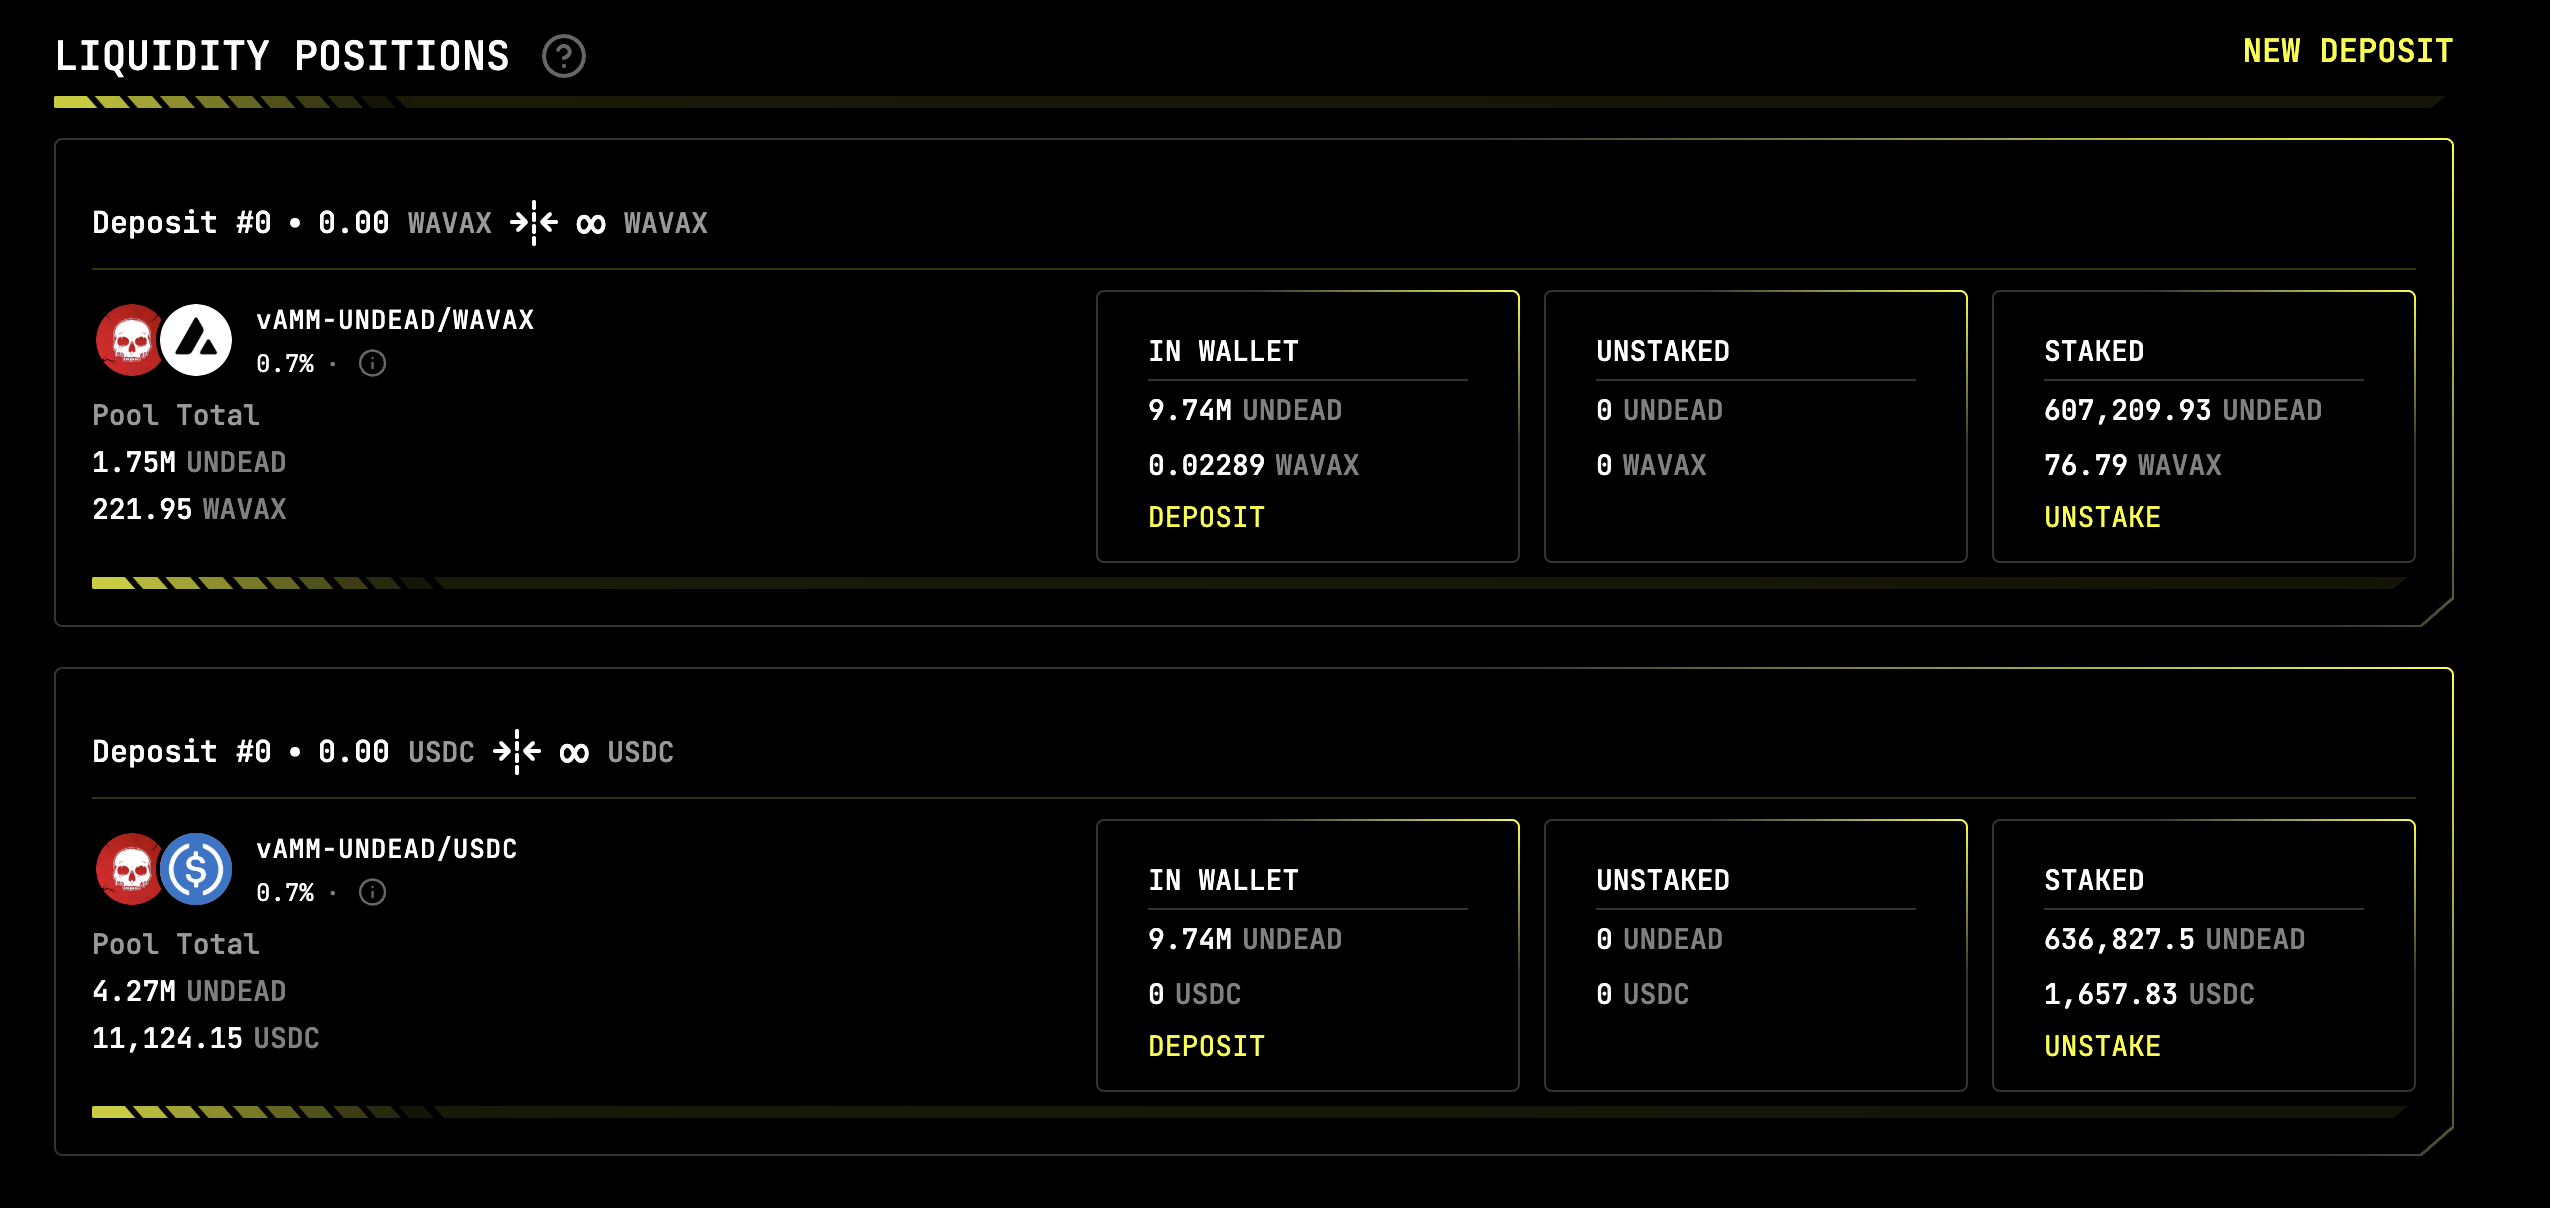 LIQUIDITY POSITIONS ?
NEW DEPOSIT
Deposit #0 • 0.00 WAVAX ∞ WAVAX
vAMM-UNDEAD/WAVAX
0.7% ·
Pool Total
1.75M UNDEAD
221.95 WAVAX
IN WALLET
9.74M UNDEAD
0.02289 WAVAX
DEPOSIT
UNSTAKED
0 UNDEAD
0 WAVAX
STAKED
607,209.93 UNDEAD
76.79 WAVAX
UNSTAKE
Deposit #0 • 0.00 USDC ∞ USDC
vAMM-UNDEAD/USDC
0.7% ·
Pool Total
4.27M UNDEAD
11,124.15 USDC
IN WALLET
9.74M UNDEAD
0 USDC
DEPOSIT
UNSTAKED
0 UNDEAD
0 USDC
STAKED
636,827.5 UNDEAD
1,657.83 USDC
UNSTAKE